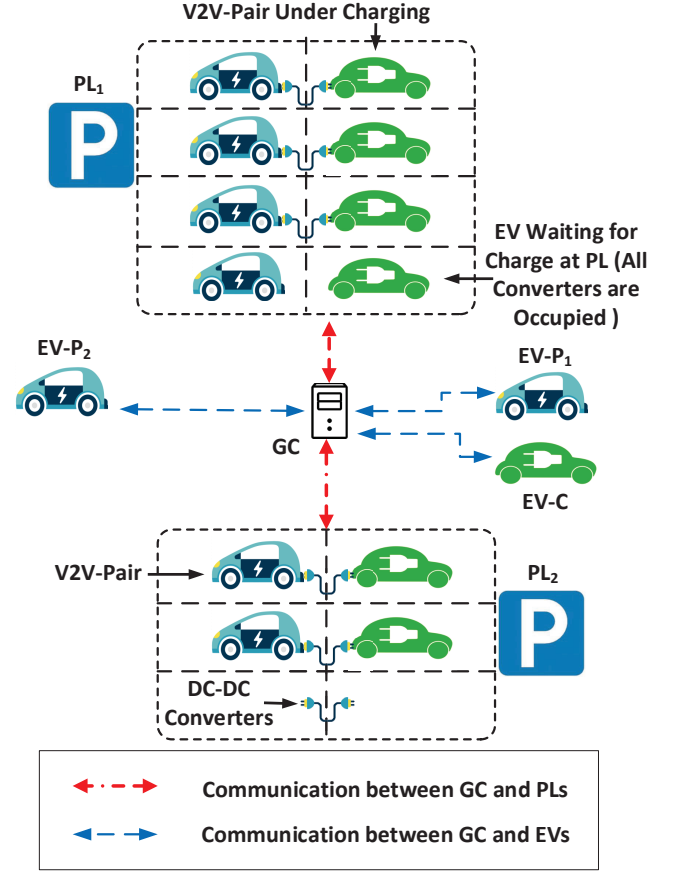 V2V-Pair Under Charging
PL1
P
EV Waiting for
Charge at PL (All
Converters are
Occupied )
EV-P2
EV-P1
GC
EV-C
V2V-Pair
PL2
P
DC-DC
Converters
Communication between GC and PLs
Communication between GC and EVs